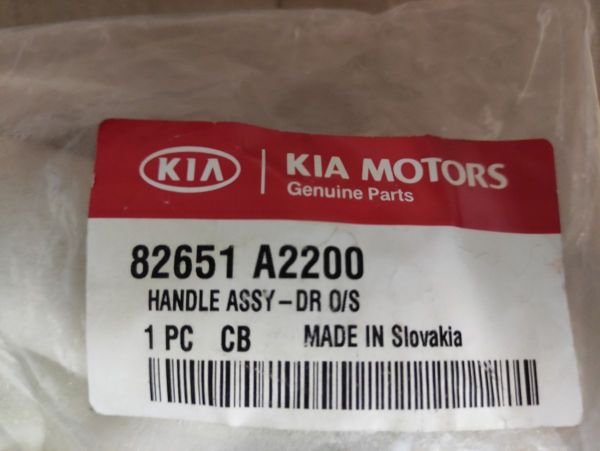 KIA | KIA MOTORS
Genuine Parts
82651 A2200
HANDLE ASSY-DR O/S
1 PC CB MADE IN Slovakia